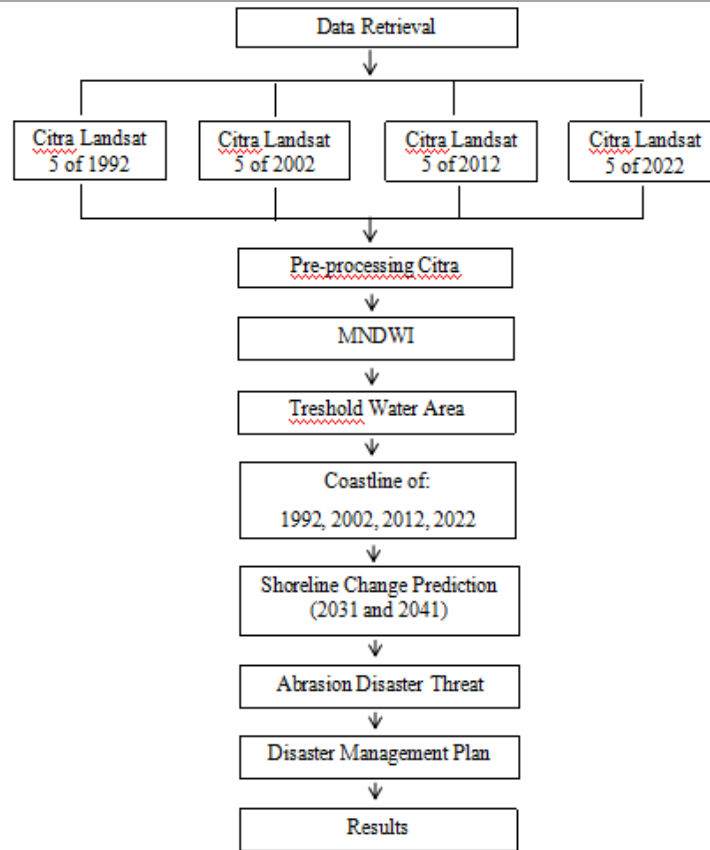 Data Retrieval
Citra Landsat
5 of 1992
Citra Landsat
5 of 2002
Citra Landsat
5 of 2012
Citra Landsat
5 of 2022
Pre-processing Citra
MNDWI
Treshold Water Area
Coastline of:
1992, 2002, 2012, 2022
Shoreline Change Prediction
(2031 and 2041)
Abrasion Disaster Threat
Disaster Management Plan
Results